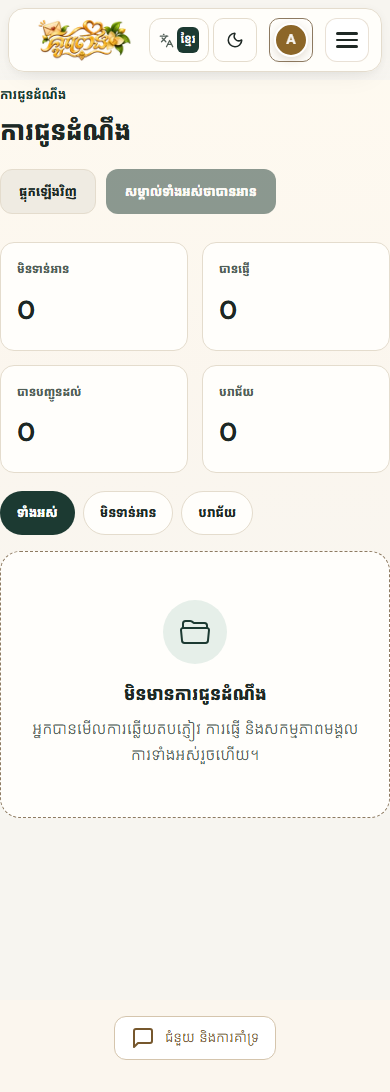 ខ្មែរ
A
ការជូនដំណឹង
ការជូនដំណឹង
ផ្ទុកឡើងវិញ
សម្គាល់ទាំងអស់ថាបានអាន
មិនទាន់អាន
បានផ្ញើ
0
0
បានបញ្ជូនដល់
បរាជ័យ
0
0
ទាំងអស់
មិនទាន់អាន
បរាជ័យ
មិនមានការជូនដំណឹង
អ្នកបានមើលការឆ្លើយតបភ្ញៀវ ការផ្ញើ និងសកម្មភាពមង្គល
ការទាំងអស់រួចហើយ។
ជំនួយ និងការគាំទ្រ